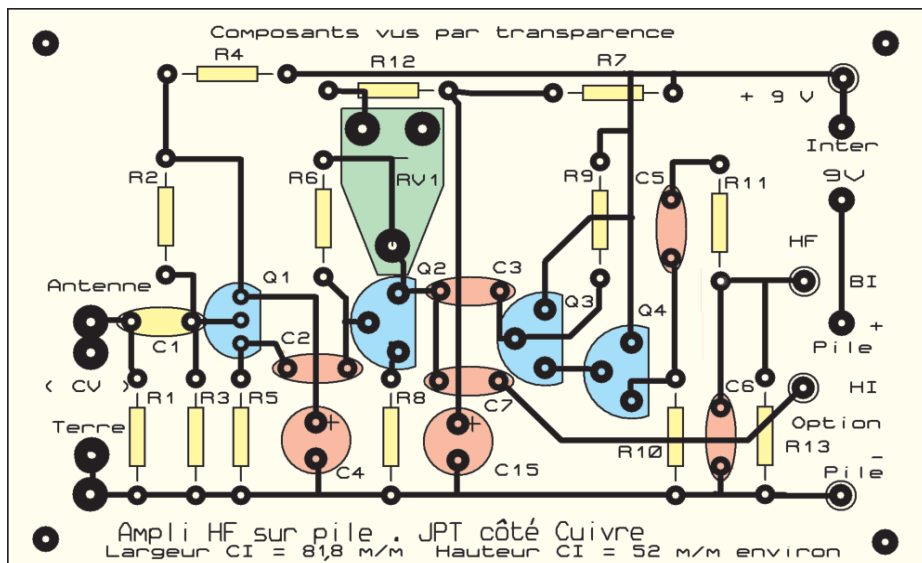 Composants vus par transparence
R4
R12
R7
+ 9 V
Inter
R2
R6
RV1
R9
C5
R11
9V
HF
Antenne
Q1
Q2
C3
Q3
Q4
BI
+
C1
C2
Pile
( CV )
R1
R3
R5
R8
C7
C6
HI
Terre
+
+
Option
C4
C15
R10
R13
Pile -
Ampli HF sur pile . JPT côté Cuivre
Largeur CI = 81,8 m/m Hauteur CI = 52 m/m environ